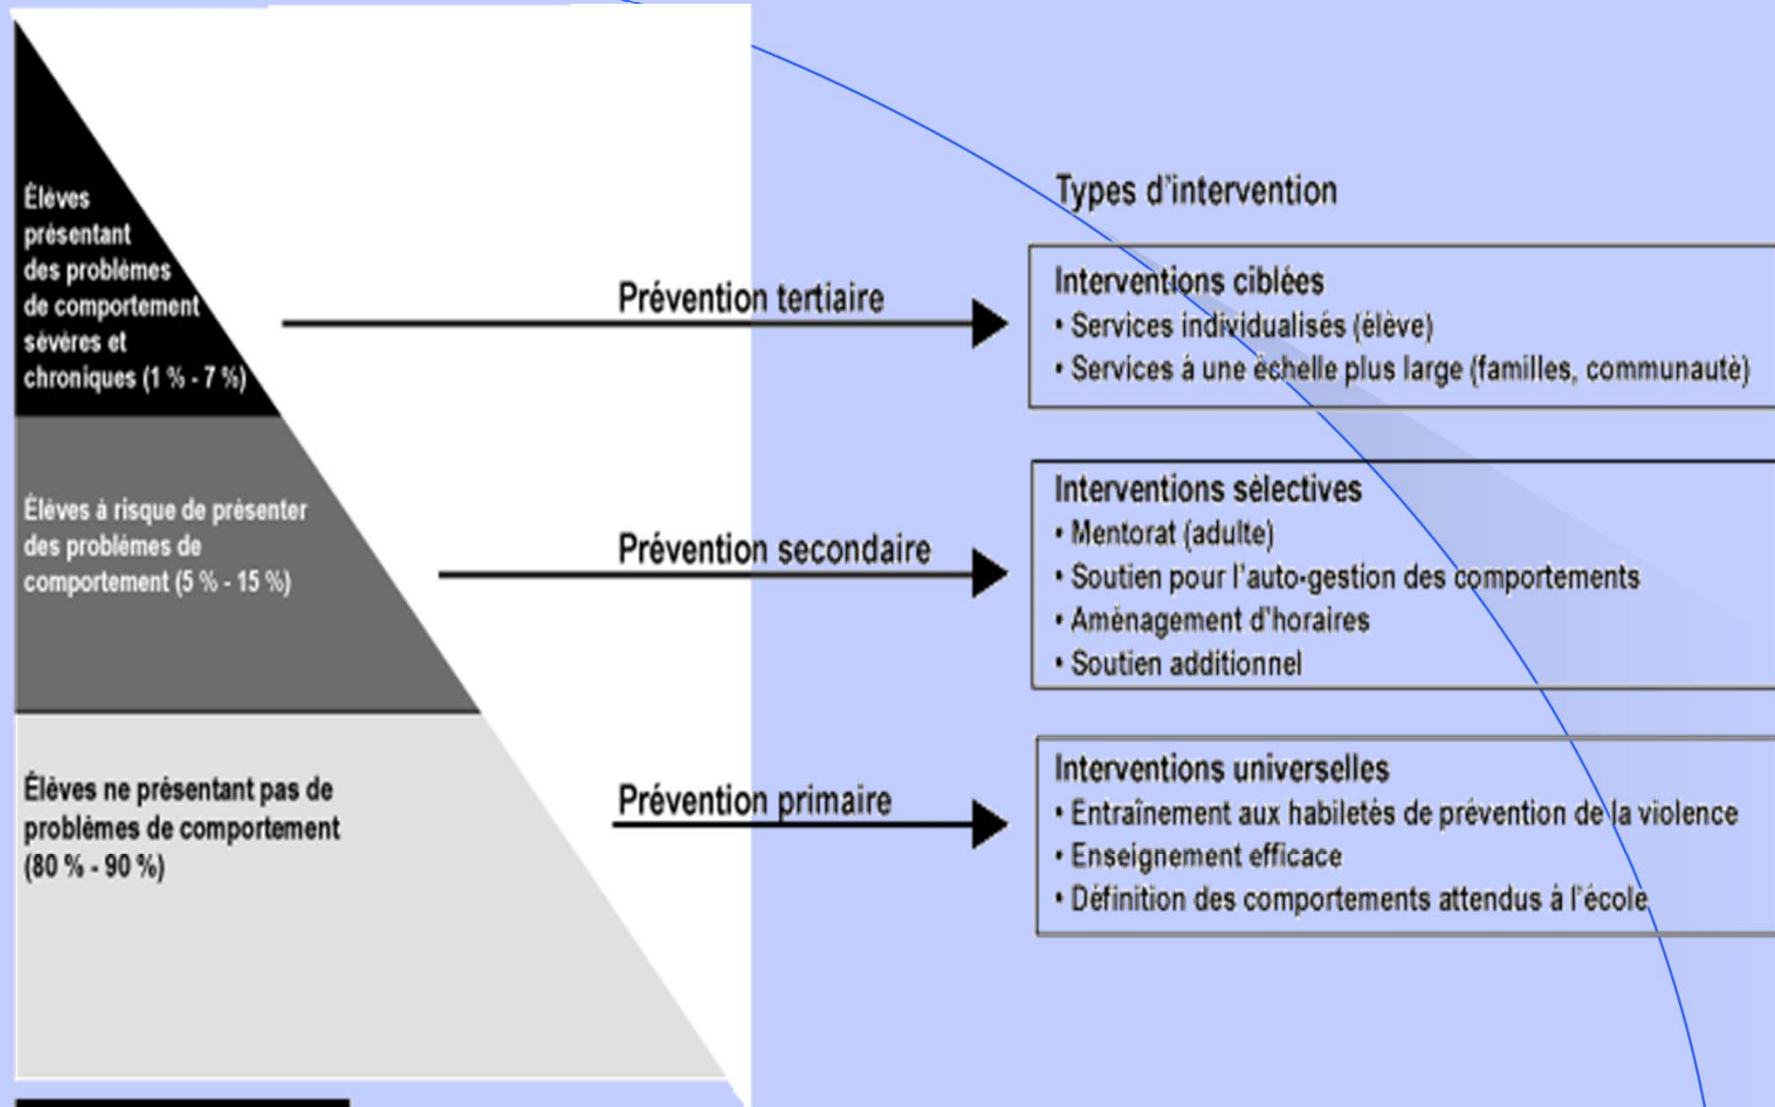 Élèves
présentant
des problèmes
de comportement
sévères et
chroniques (1 % - 7 %)
Élèves à risque de présenter
des problèmes de
comportement (5 % - 15 %)
Élèves ne présentant pas de
problèmes de comportement
(80 % - 90 %)
Prévention tertiaire
Prévention secondaire
Prévention primaire
Types d'intervention
Interventions ciblées
• Services individualisés (élève)
• Services à une échelle plus large (familles, communauté)
Interventions sélectives
• Mentorat (adulte)
• Soutien pour l'auto-gestion des comportements
• Aménagement d'horaires
• Soutien additionnel
Interventions universelles
• Entraînement aux habiletés de prévention de la violence
• Enseignement efficace
• Définition des comportements attendus à l'école